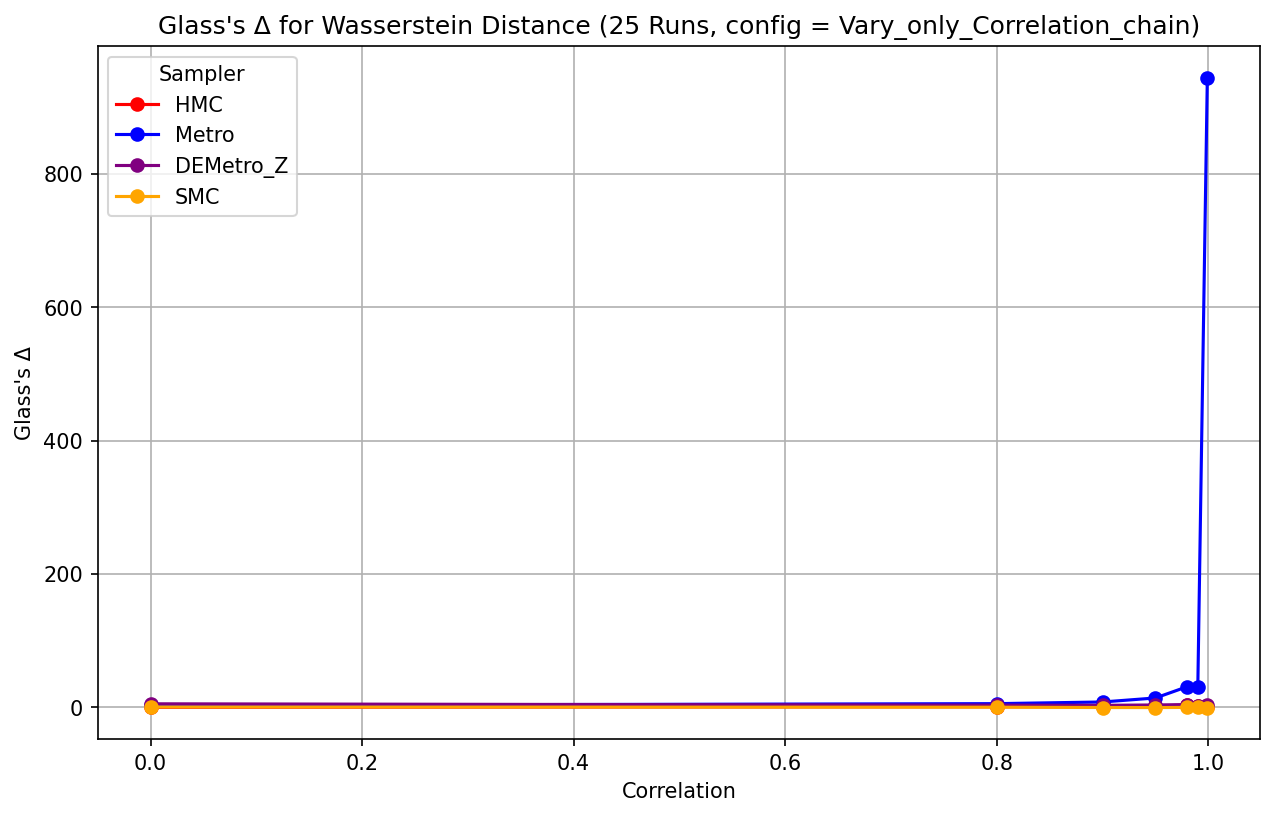 Glass's Δ for Wasserstein Distance (25 Runs, config = Vary_only_Correlation_chain)
Sampler
HMC
Metro
DEMetro_Z
SMC
800
600
400
200
0
Glass's Δ
0.0 0.2 0.4 0.6 0.8 1.0
Correlation